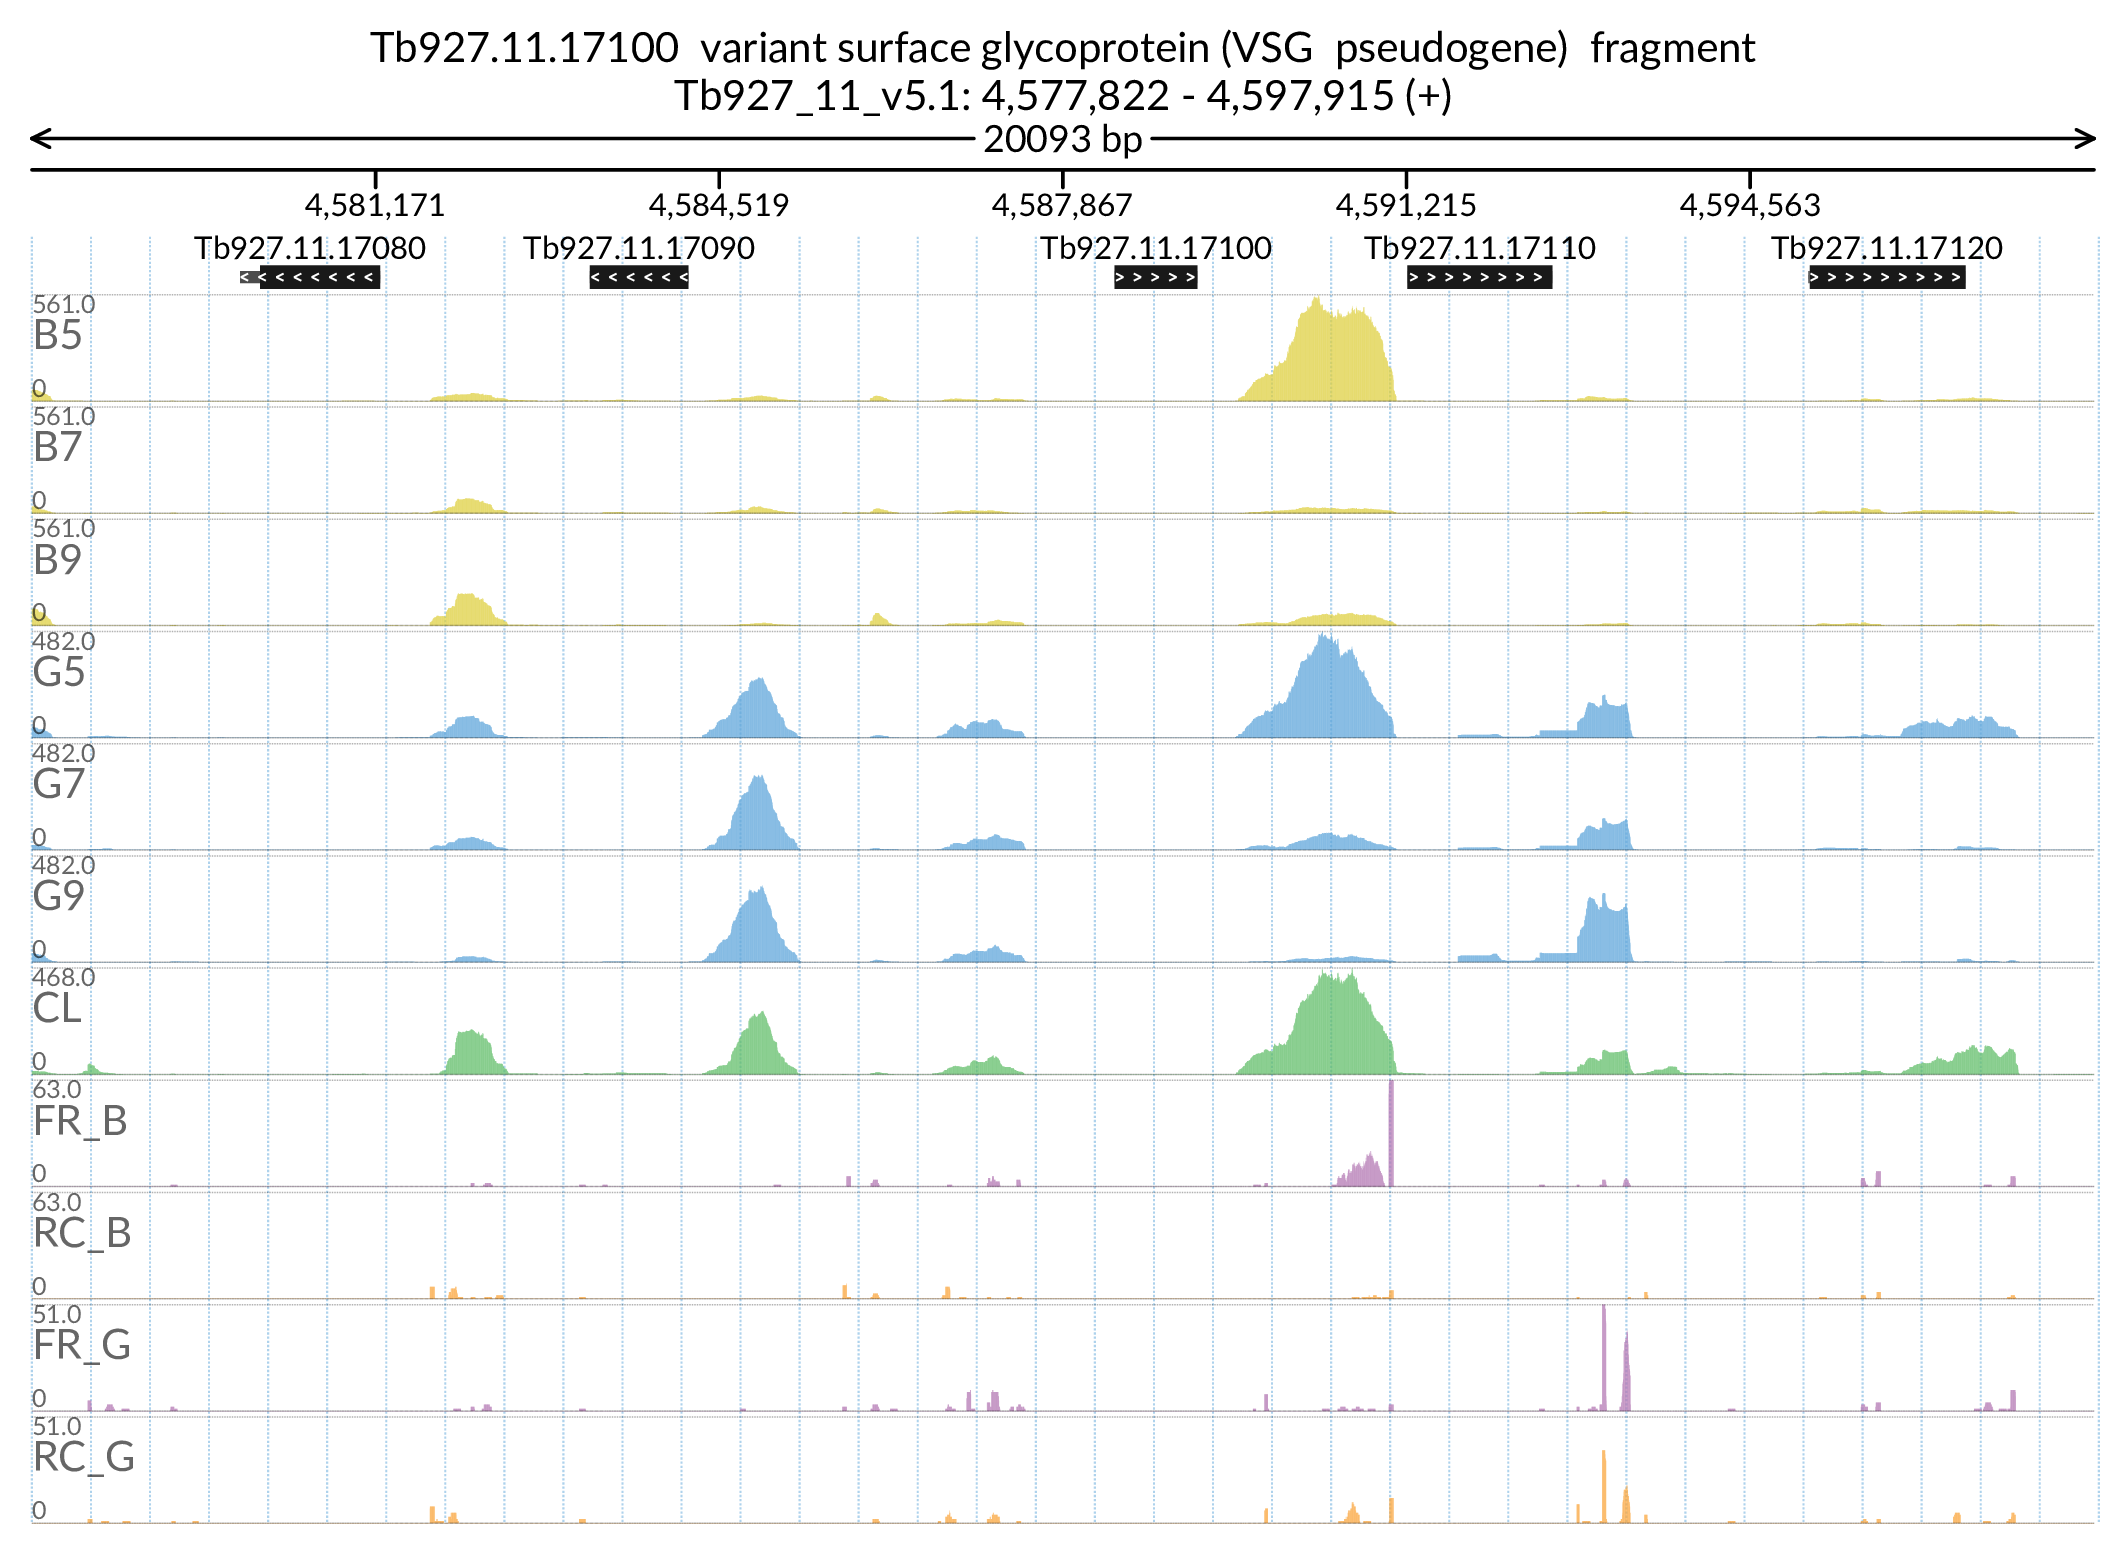 Tb927.11.17100 variant surface glycoprotein (VSG pseudogene) fragment
Tb927_11_v5.1: 4,577,822 - 4,597,915 (+)
20093 bp
4,581,171 4,584,519 4,587,867 4,591,215 4,594,563
Tb927.11.17080 Tb927.11.17090 Tb927.11.17100 Tb927.11.17110 Tb927.11.17120
561.0
B5
0
561.0
B7
0
561.0
B9
0
482.0
G5
0
482.0
G7
0
482.0
G9
0
468.0
CL
0
63.0
FR_B
0
63.0
RC_B
0
51.0
FR_G
0
51.0
RC_G
0